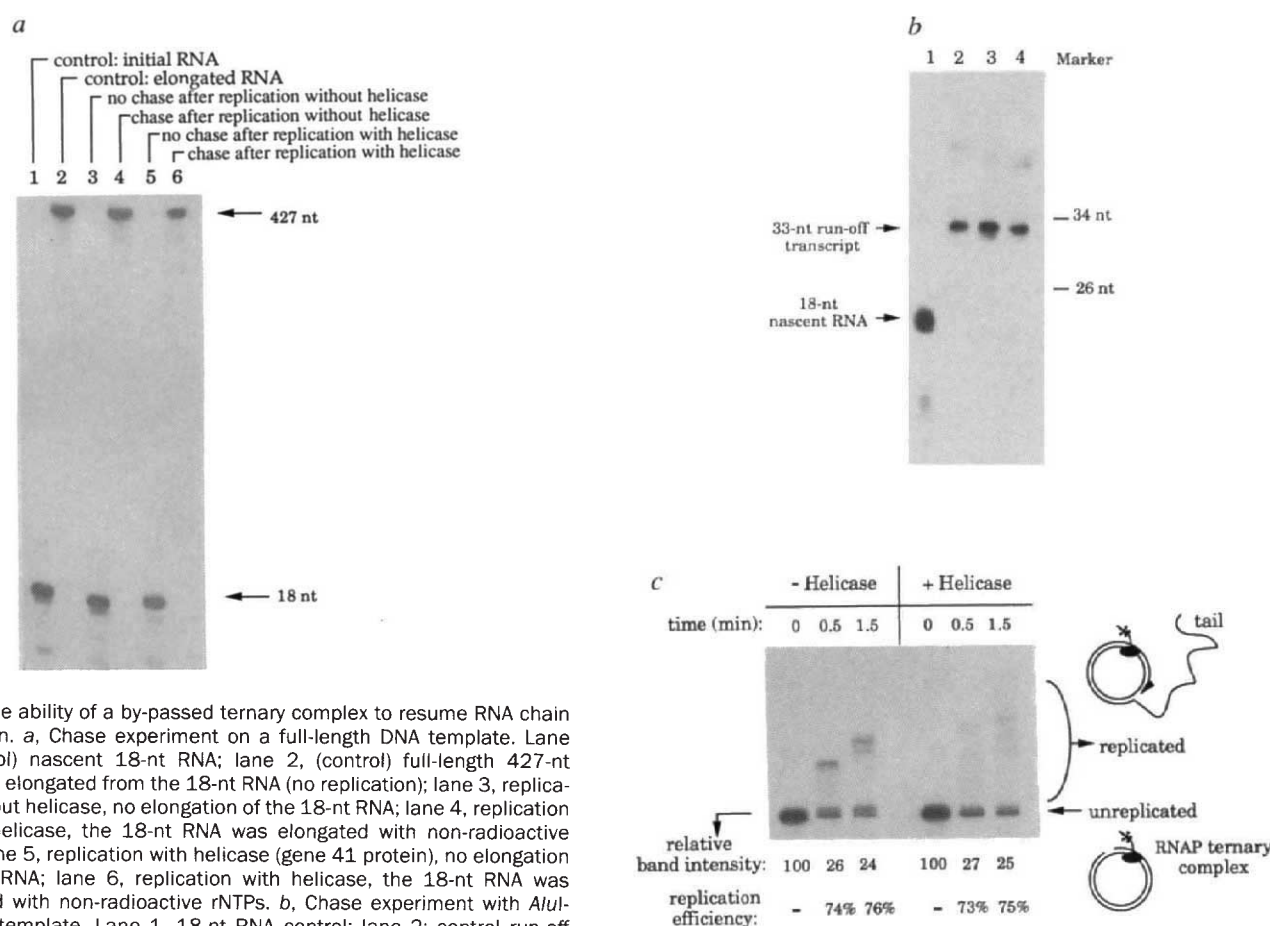 a
control: initial RNA
control: elongated RNA
no chase after replication without helicase
chase after replication without helicase
no chase after replication with helicase
chase after replication with helicase
1 2 3 4 5 6
427 nt
18 nt
e ability of a by-passed ternary complex to resume RNA chain
n. a, Chase experiment on a full-length DNA template. Lane
ol) nascent 18-nt RNA; lane 2, (control) full-length 427-nt
elongated from the 18-nt RNA (no replication); lane 3, replica-
out helicase, no elongation of the 18-nt RNA; lane 4, replication
elicase, the 18-nt RNA was elongated with non-radioactive
ne 5, replication with helicase (gene 41 protein), no elongation
RNA; lane 6, replication with helicase, the 18-nt RNA was
d with non-radioactive rNTPs. b, Chase experiment with AluI-
template. Lane 1, 18-nt RNA control; lane 2; control run-off
b
1 2 3 4 Marker
33-nt run-off
transcript
18-nt
nascent RNA
34 nt
26 nt
c
- Helicase + Helicase
time (min): 0 0.5 1.5 0 0.5 1.5
tail
replicated
unreplicated
RNAP ternary
complex
relative
band intensity: 100 26 24 100 27 25
replication
efficiency: - 74% 76% - 73% 75%